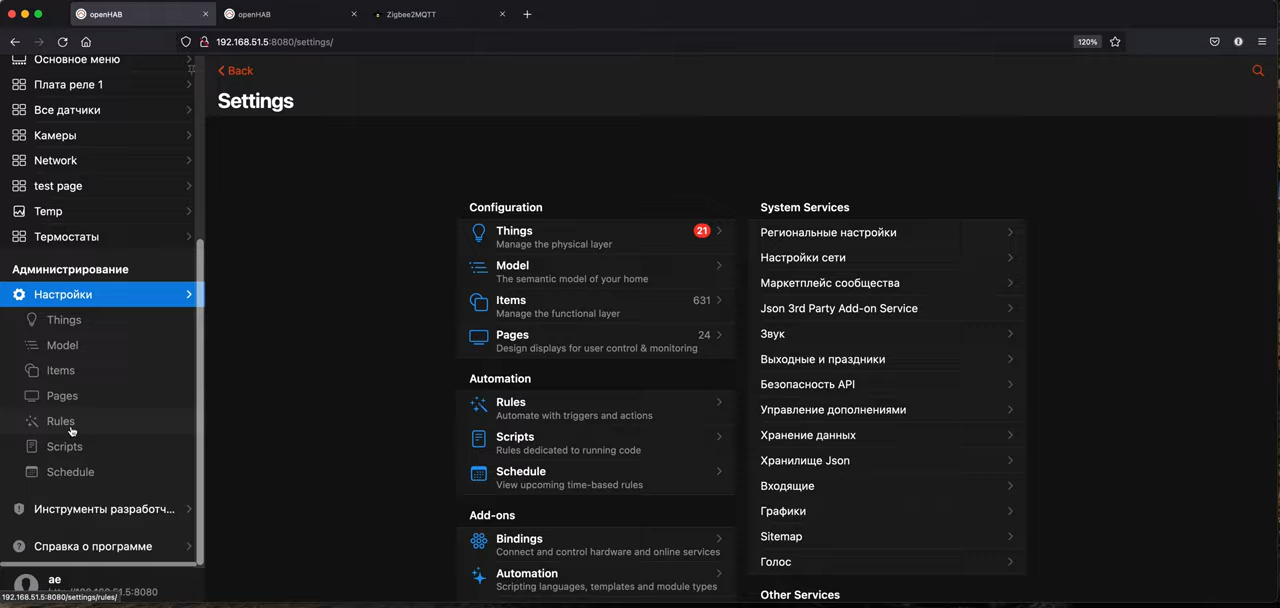 openHAB
openHAB
Zigbee2MQTT
192.168.51.5:8080/settings/
120%
Основное меню
Плата реле 1
Все датчики
Камеры
Network
test page
Temp
Термостаты
Администрирование
Настройки
Things
Model
Items
Pages
Rules
Scripts
Schedule
Инструменты разработч...
Справка о программе
ae
51.5:8080
192.168.51.5:8080/settings/rules/
Back
Settings
Configuration
Things
21
Manage the physical layer
Model
The semantic model of your home
Items
631
Manage the functional layer
Pages
24
Design displays for user control & monitoring
Automation
Rules
Automate with triggers and actions
Scripts
Rules dedicated to running code
Schedule
View upcoming time-based rules
Add-ons
Bindings
Connect and control hardware and online services
Automation
Scripting languages, templates and module types
System Services
Региональные настройки
Настройки сети
Маркетплейс сообщества
Json 3rd Party Add-on Service
Звук
Выходные и праздники
Безопасность API
Управление дополнениями
Хранение данных
Хранилище Json
Входящие
Графики
Sitemap
Голос
Other Services